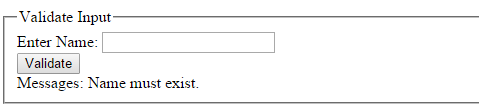 Validate Input
Enter Name:
Validate
Messages: Name must exist.